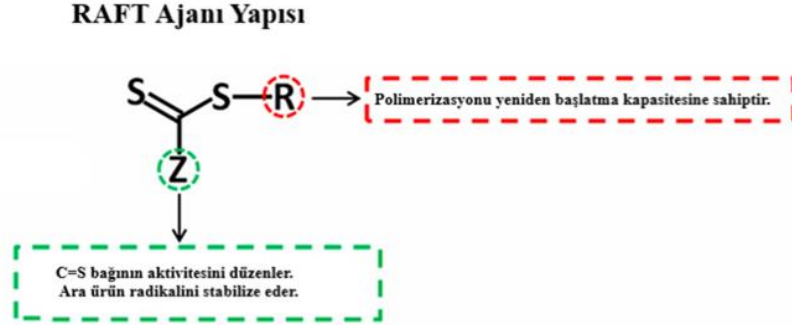 RAFT Ajanı Yapısı
S S R
Polimerizasyonu yeniden başlatma kapasitesine sahiptir.
Z
C=S bağının aktivitesini düzenler.
Ara ürün radikalini stabilize eder.